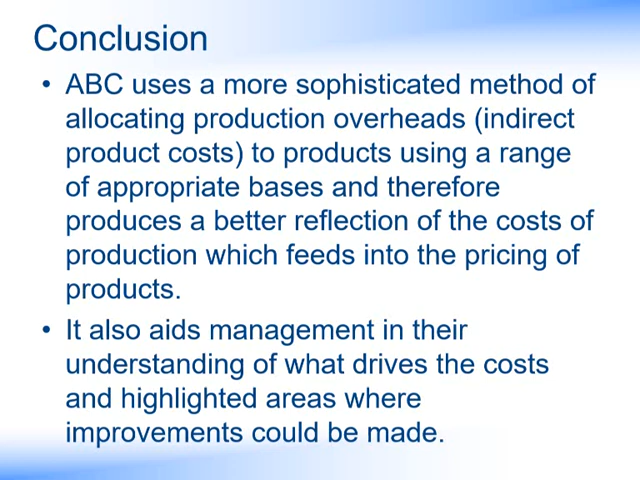 Conclusion
• ABC uses a more sophisticated method of
allocating production overheads (indirect
product costs) to products using a range
of appropriate bases and therefore
produces a better reflection of the costs of
production which feeds into the pricing of
products.
• It also aids management in their
understanding of what drives the costs
and highlighted areas where
improvements could be made.